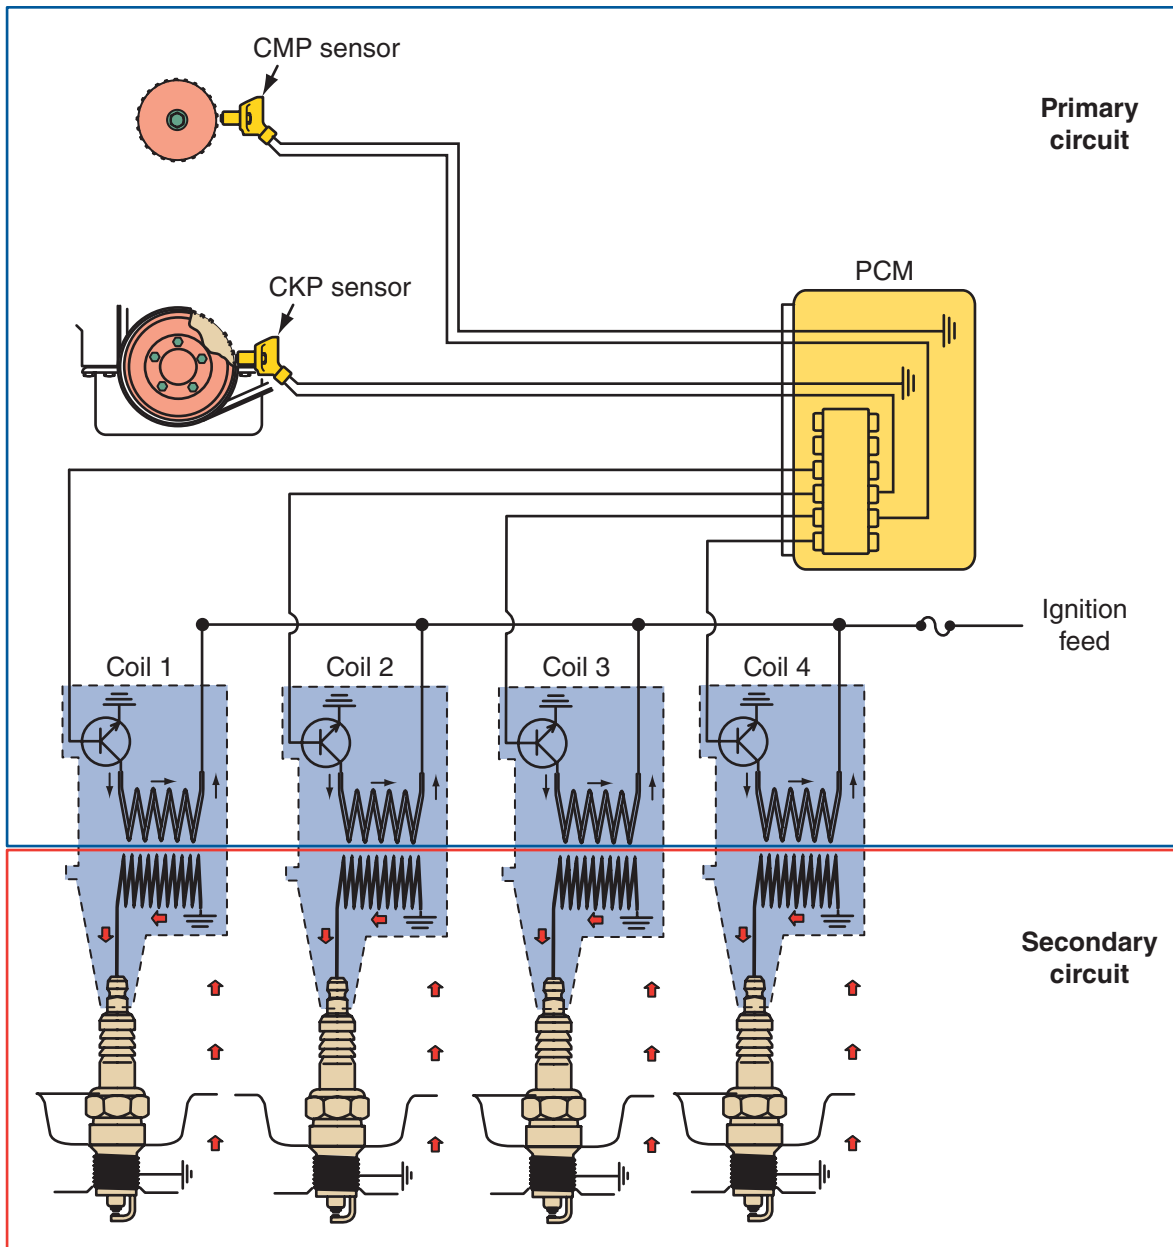 CMP sensor
Primary
circuit
PCM
CKP sensor
Ignition
feed
Coil 1
Coil 2
Coil 3
Coil 4
Secondary
circuit